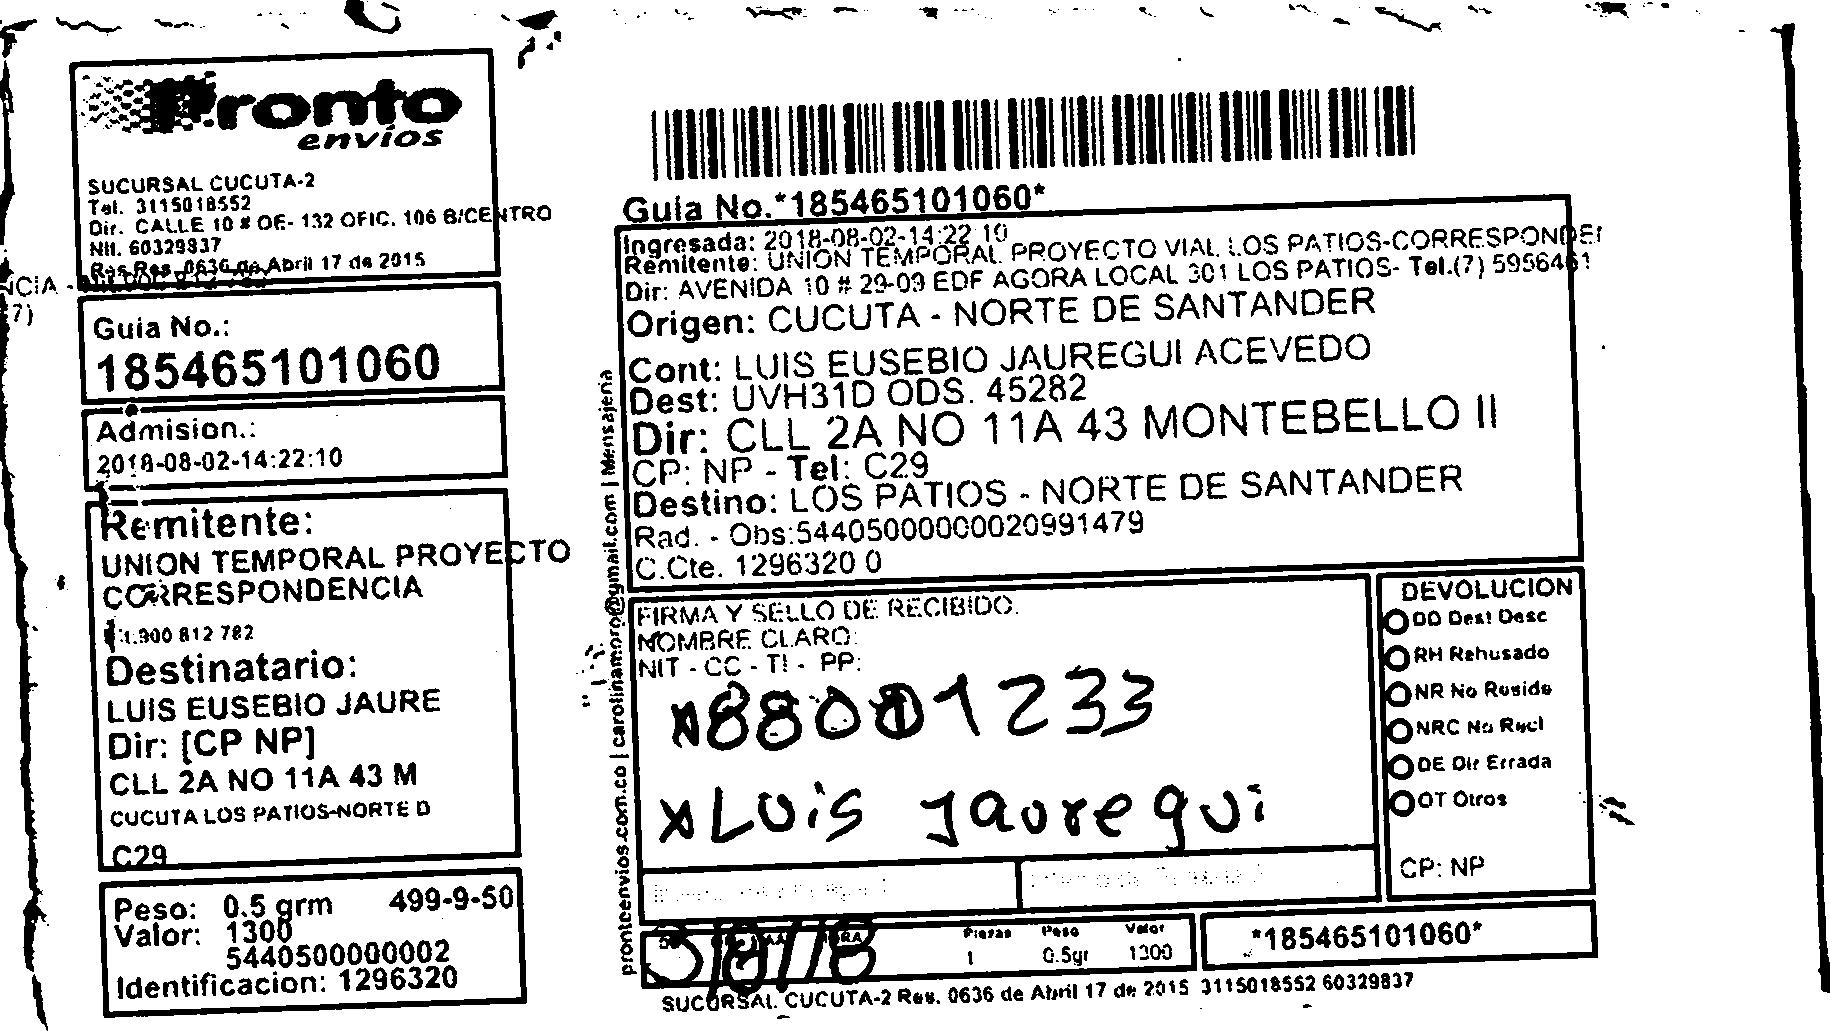 Pronto
envíos
SUCURSAL CUCUTA-2
Tel. 3115018552
Dir. CALLE 10 # OE- 132 OFIC. 106 B/CENTRO
Nit. 60329837
Res Res. 0636 de Abril 17 de 2015
NCIA -
7)
Guia No.:
185465101060
Admision.:
2018-08-02-14:22:10
Remitente:
UNION TEMPORAL PROYECTO
CORRESPONDENCIA
900 812 782
Destinatario:
LUIS EUSEBIO JAURE
Dir: [CP NP]
CLL 2A NO 11A 43 M
CUCUTA LOS PATIOS-NORTE D
C29
Peso: 0.5 grm 499-9-50
Valor: 1300
5440500000002
Identificacion: 1296320
Guia No.*185465101060*
Ingresada: 2018-08-02-14:22 10
Remitente: UNION TEMPORAL PROYECTO VIAL LOS PATIOS-CORRESPONDEI
Dir: AVENIDA 10 # 29-09 EDF AGORA LOCAL 301 LOS PATIOS- Tel.(7) 5956461
Origen: CUCUTA - NORTE DE SANTANDER
Cont: LUIS EUSEBIO JAUREGUI ACEVEDO
Dest: UVH31D ODS. 45282
Dir: CLL 2A NO 11A 43 MONTEBELLO II
CP: NP - Tel: C29
Destino: LOS PATIOS - NORTE DE SANTANDER
Rad. - Obs:54405000000020991479
C.Cte. 1296320 0
prontoenvios.com.co | carolinamoro@gmail.com | Mensajeria
FIRMA Y SELLO DE RECIBIDO.
NOMBRE CLARO:
NIT - CC - TI - PP:
x88001233
x Luis Jauregui
DEVOLUCION
DD Dest Desc
RH Rehusado
NR No Reside
NRC No Recl
DE Dir Errada
OT Otros
CP: NP
3/8/18
Piezas Peso Valor
1 0.5gr 1300
*185465101060*
SUCURSAL CUCUTA-2 Res. 0636 de Abril 17 de 2015 3115018552 60329837